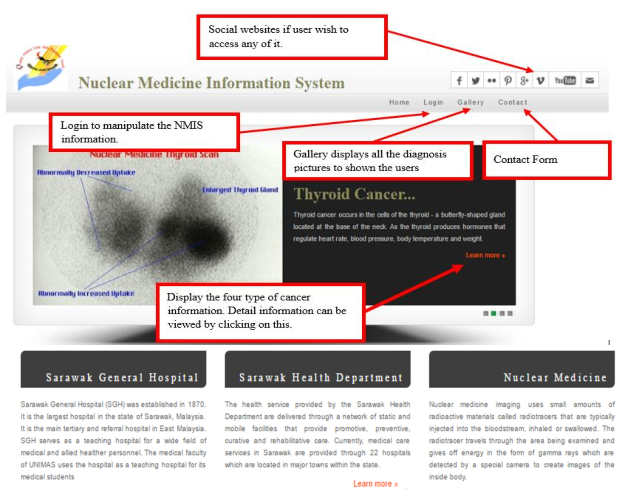 Social websites if user wish to
access any of it.
Nuclear Medicine Information System
f
g+
You Tube
Home Login Gallery Contact
Login to manipulate the NMIS
information.
Gallery displays all the diagnosis
pictures to shown the users
Contact Form
Nuclear Medicine Thyroid Scan
Abnormally Decreased Uptake
Enlarged Thyroid Gland
Abnormally Increased Uptake
Thyroid Cancer...
Thyroid cancer occurs in the cells of the thyroid - a butterfly-shaped gland
located at the base of the neck. As the thyroid produces hormones that
regulate heart rate, blood pressure, body temperature and weight.
Learn more »
Display the four type of cancer
information. Detail information can be
viewed by clicking on this.
Sarawak General Hospital
Sarawak General Hospital (SGH) was established in 1870.
It is the largest hospital in the state of Sarawak, Malaysia.
It is the main tertiary and referral hospital in East Malaysia.
SGH serves as a teaching hospital for a wide field of
medical and allied healther personnel. The medical faculty
of UNIMAS uses the hospital as a teaching hospital for its
medical students
Sarawak Health Department
The health service provided by the Sarawak Health
Department are delivered through a network of static and
mobile facilities that provide promotive, preventive,
curative and rehabilitative care. Currently, medical care
services in Sarawak are provided through 22 hospitals
which are located in major towns within the state.
Learn more »
Nuclear Medicine
Nuclear medicine imaging uses small amounts of
radioactive materials called radiotracers that are typically
injected into the bloodstream, inhaled or swallowed. The
radiotracer travels through the area being examined and
gives off energy in the form of gamma rays which are
detected by a special camera to create images of the
inside body.